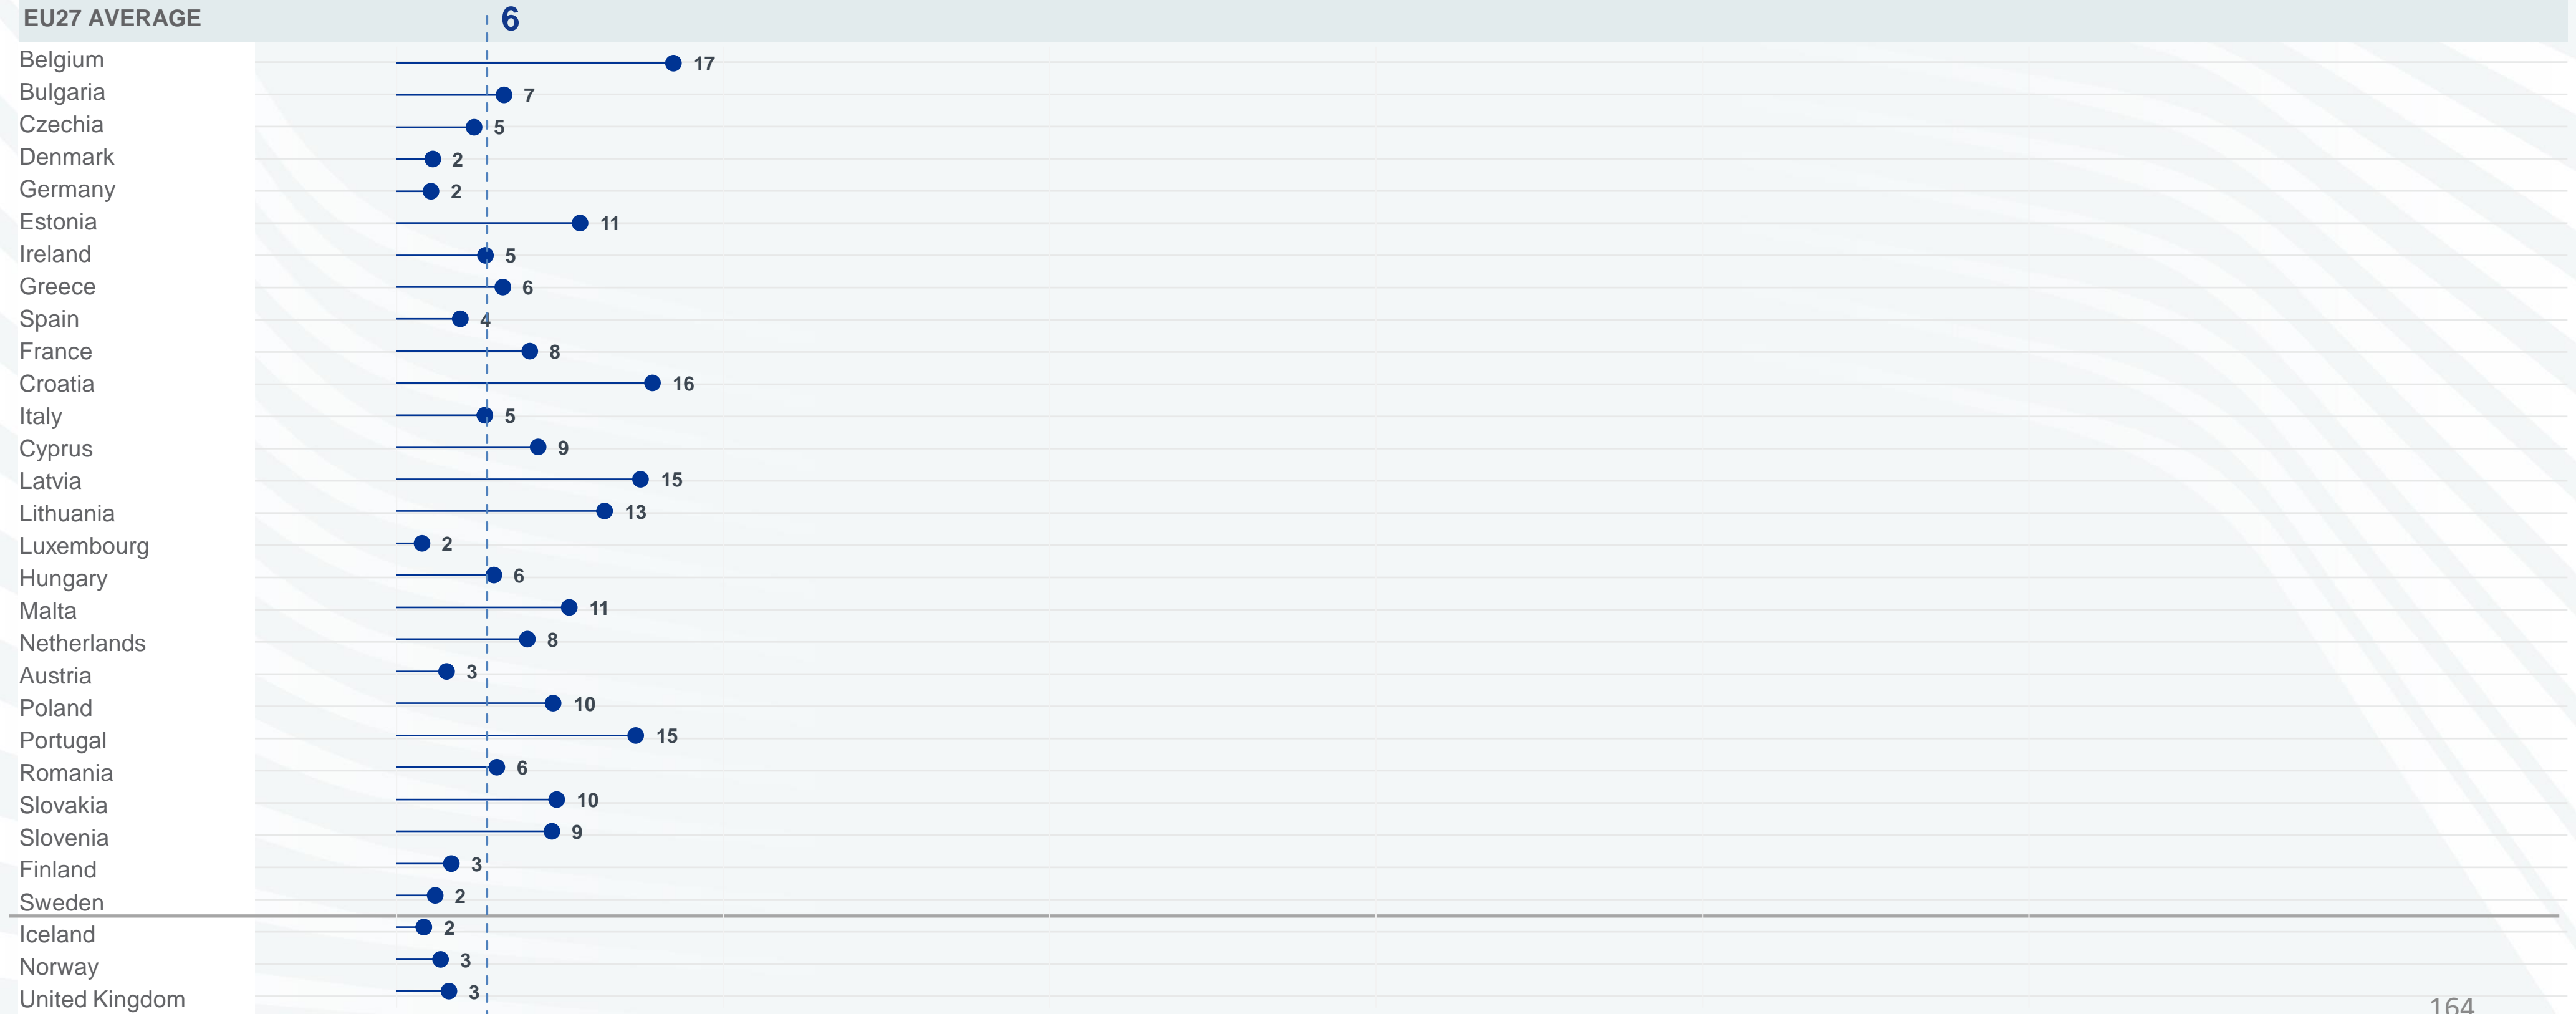 EU27 AVERAGE 6
Belgium 17
Bulgaria 7
Czechia 5
Denmark 2
Germany 2
Estonia 11
Ireland 5
Greece 6
Spain 4
France 8
Croatia 16
Italy 5
Cyprus 9
Latvia 15
Lithuania 13
Luxembourg 2
Hungary 6
Malta 11
Netherlands 8
Austria 3
Poland 10
Portugal 15
Romania 6
Slovakia 10
Slovenia 9
Finland 3
Sweden 2
Iceland 2
Norway 3
United Kingdom 3
164